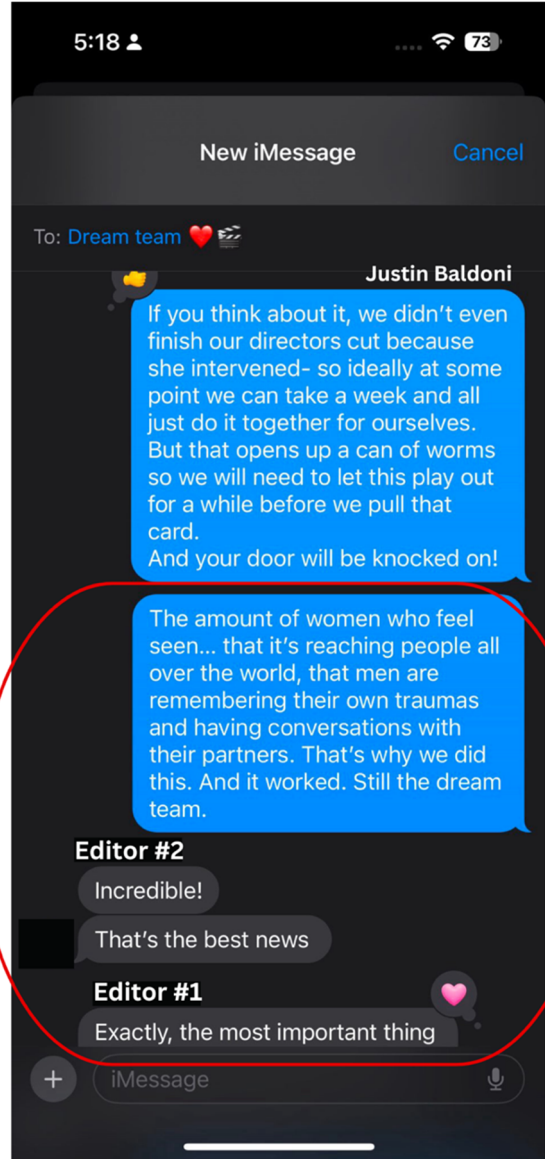 5:18
73
New iMessage
Cancel
To: Dream team ❤️🎬
Justin Baldoni
If you think about it, we didn't even
finish our directors cut because
she intervened- so ideally at some
point we can take a week and all
just do it together for ourselves.
But that opens up a can of worms
so we will need to let this play out
for a while before we pull that
card.
And your door will be knocked on!
The amount of women who feel
seen... that it's reaching people all
over the world, that men are
remembering their own traumas
and having conversations with
their partners. That's why we did
this. And it worked. Still the dream
team.
Editor #2
Incredible!
That's the best news
Editor #1
Exactly, the most important thing
iMessage